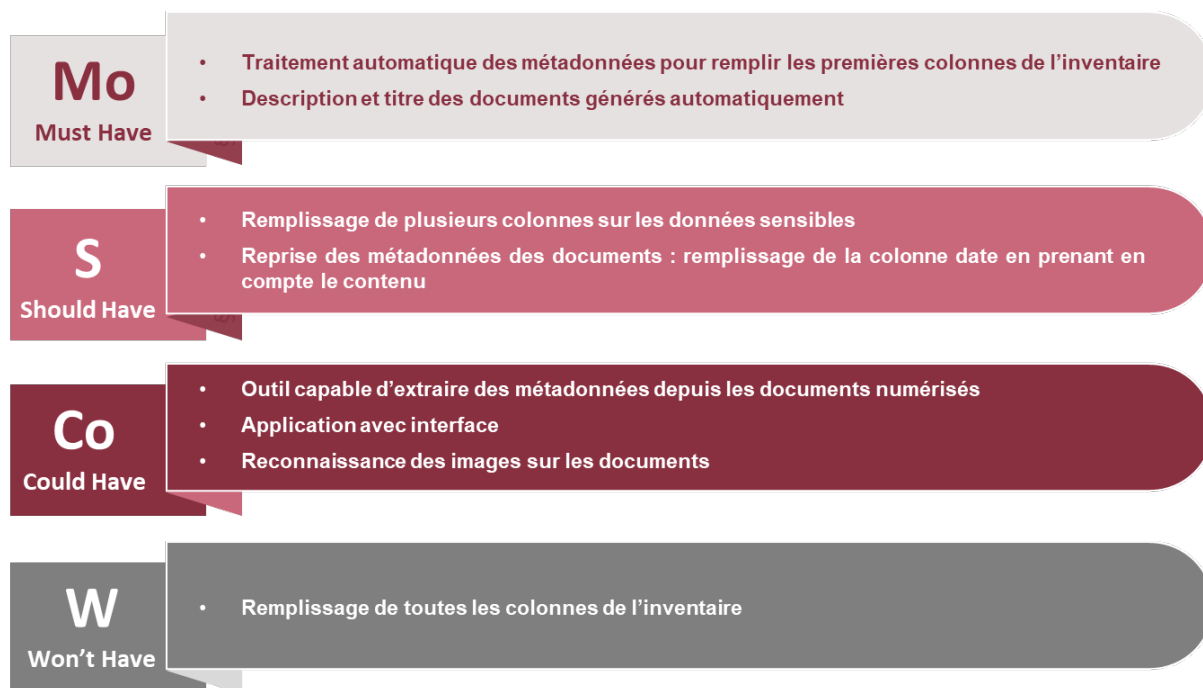 Mo
Must Have
• Traitement automatique des métadonnées pour remplir les premières colonnes de l’inventaire
• Description et titre des documents générés automatiquement
S
Should Have
• Remplissage de plusieurs colonnes sur les données sensibles
• Reprise des métadonnées des documents : remplissage de la colonne date en prenant en
compte le contenu
Co
Could Have
• Outil capable d’extraire des métadonnées depuis les documents numérisés
• Application avec interface
• Reconnaissance des images sur les documents
W
Won’t Have
• Remplissage de toutes les colonnes de l’inventaire